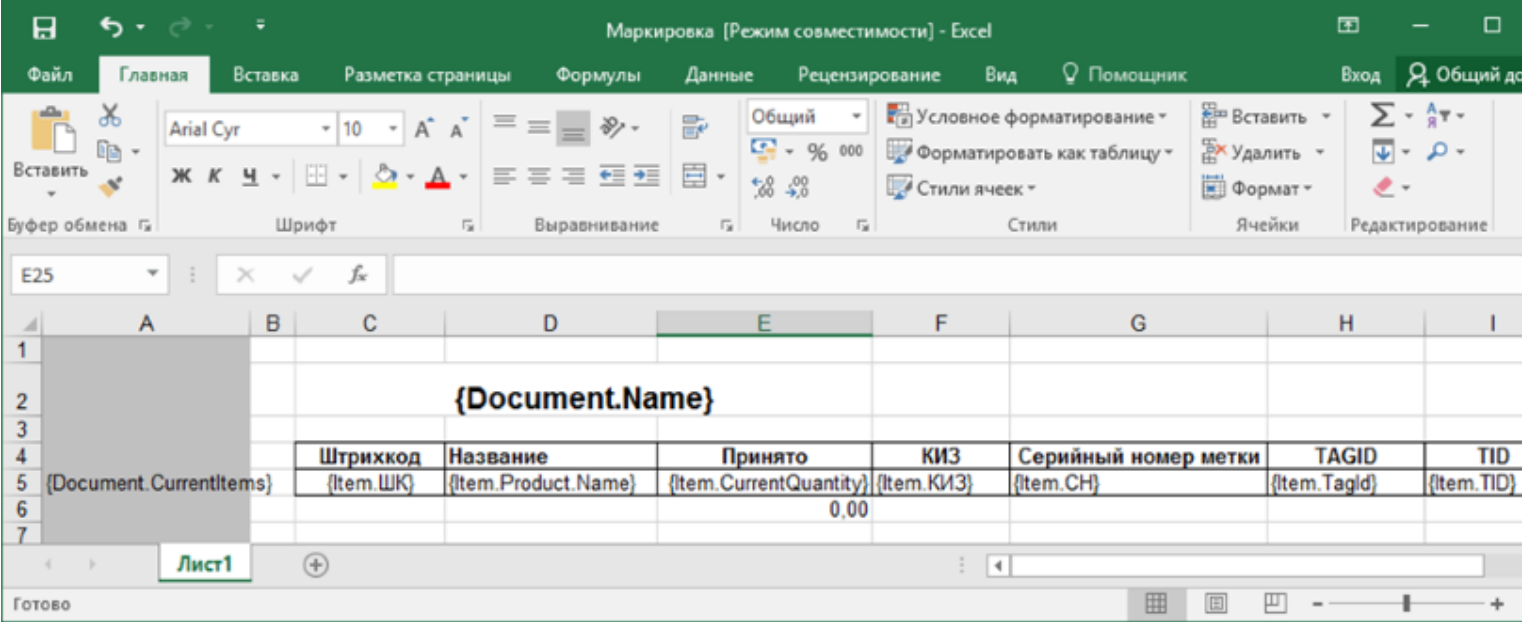 Маркировка [Режим совместимости] - Excel
Файл Главная Вставка Разметка страницы Формулы Данные Рецензирование Вид Помощник Вход Общий до
Вставить
Arial Cyr 10 А А
Ж К Ч
Общий
% 000
Условное форматирование
Форматировать как таблицу
Стили ячеек
Вставить
Удалить
Формат
Буфер обмена Шрифт Выравнивание Число Стили Ячейки Редактирование
E25 fx
A B C D E F G H I
1
2 {Document.Name}
3
4 Штрихкод Название Принято КИЗ Серийный номер метки TAGID TID
5 {Document.CurrentItems} {Item.ШК} {Item.Product.Name} {Item.CurrentQuantity} {Item.КИЗ} {Item.СН} {Item.TagId} {Item.TID}
6 0,00
7
Лист1
Готово